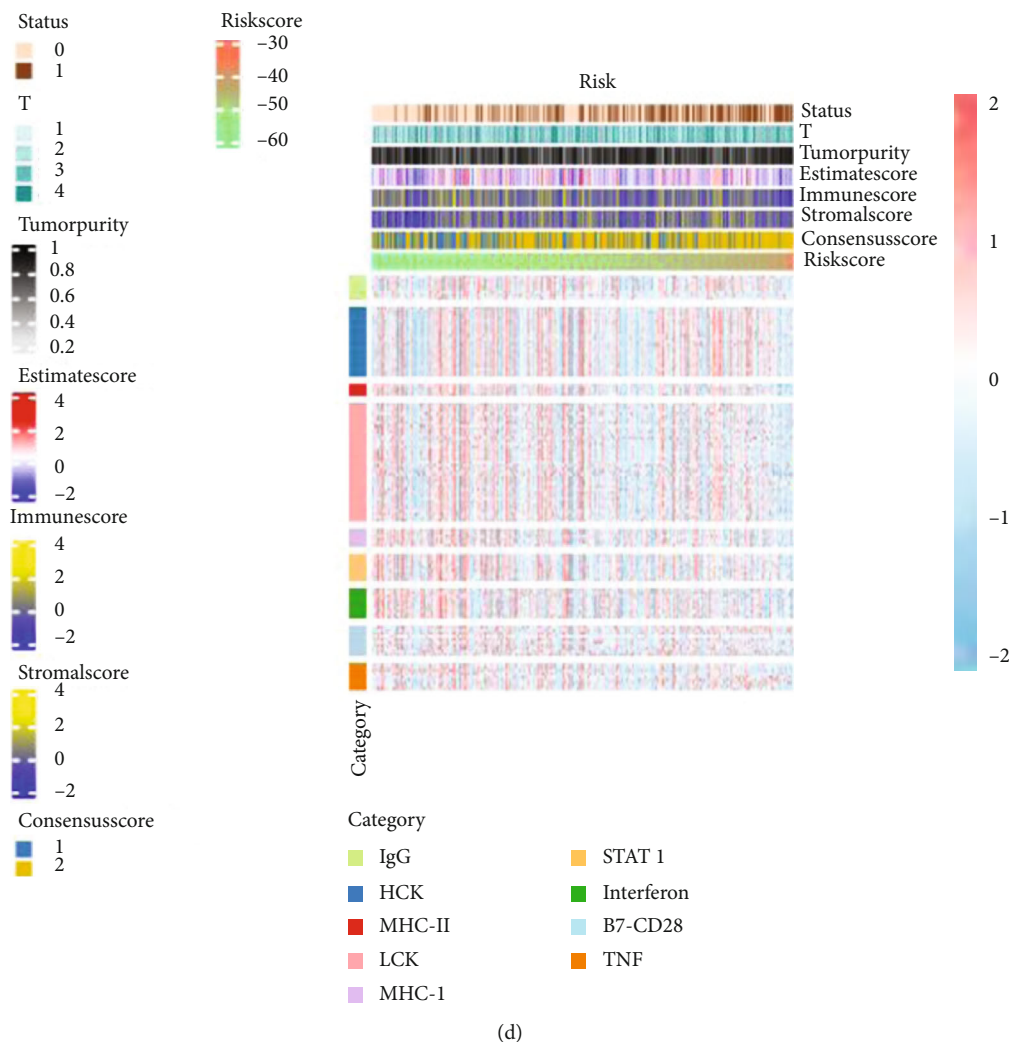 Status
0
1
T
1
2
3
4
Tumorpurity
1
0.8
0.6
0.4
0.2
Estimatescore
4
2
0
–2
Immunescore
4
2
0
–2
Stromalscore
4
2
0
–2
Consensusscore
1
2
Riskscore
–30
–40
–50
–60
Risk
Status
T
Tumorpurity
Estimatescore
Immunescore
Stromalscore
Consensusscore
Riskscore
2
1
0
–1
–2
Category
Category
IgG
HCK
MHC-II
LCK
MHC-1
STAT 1
Interferon
B7-CD28
TNF
(d)